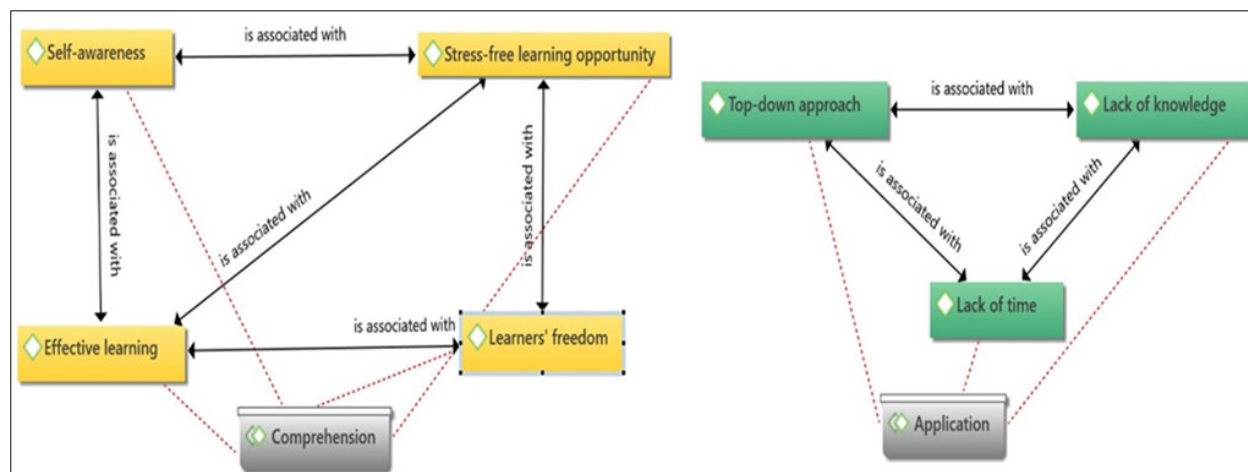 is associated with
Self-awareness
Stress-free learning opportunity
is associated with
is associated with
is associated with
is associated with
Effective learning
Learners' freedom
Comprehension
is associated with
Top-down approach
Lack of knowledge
is associated with
is associated with
Lack of time
Application